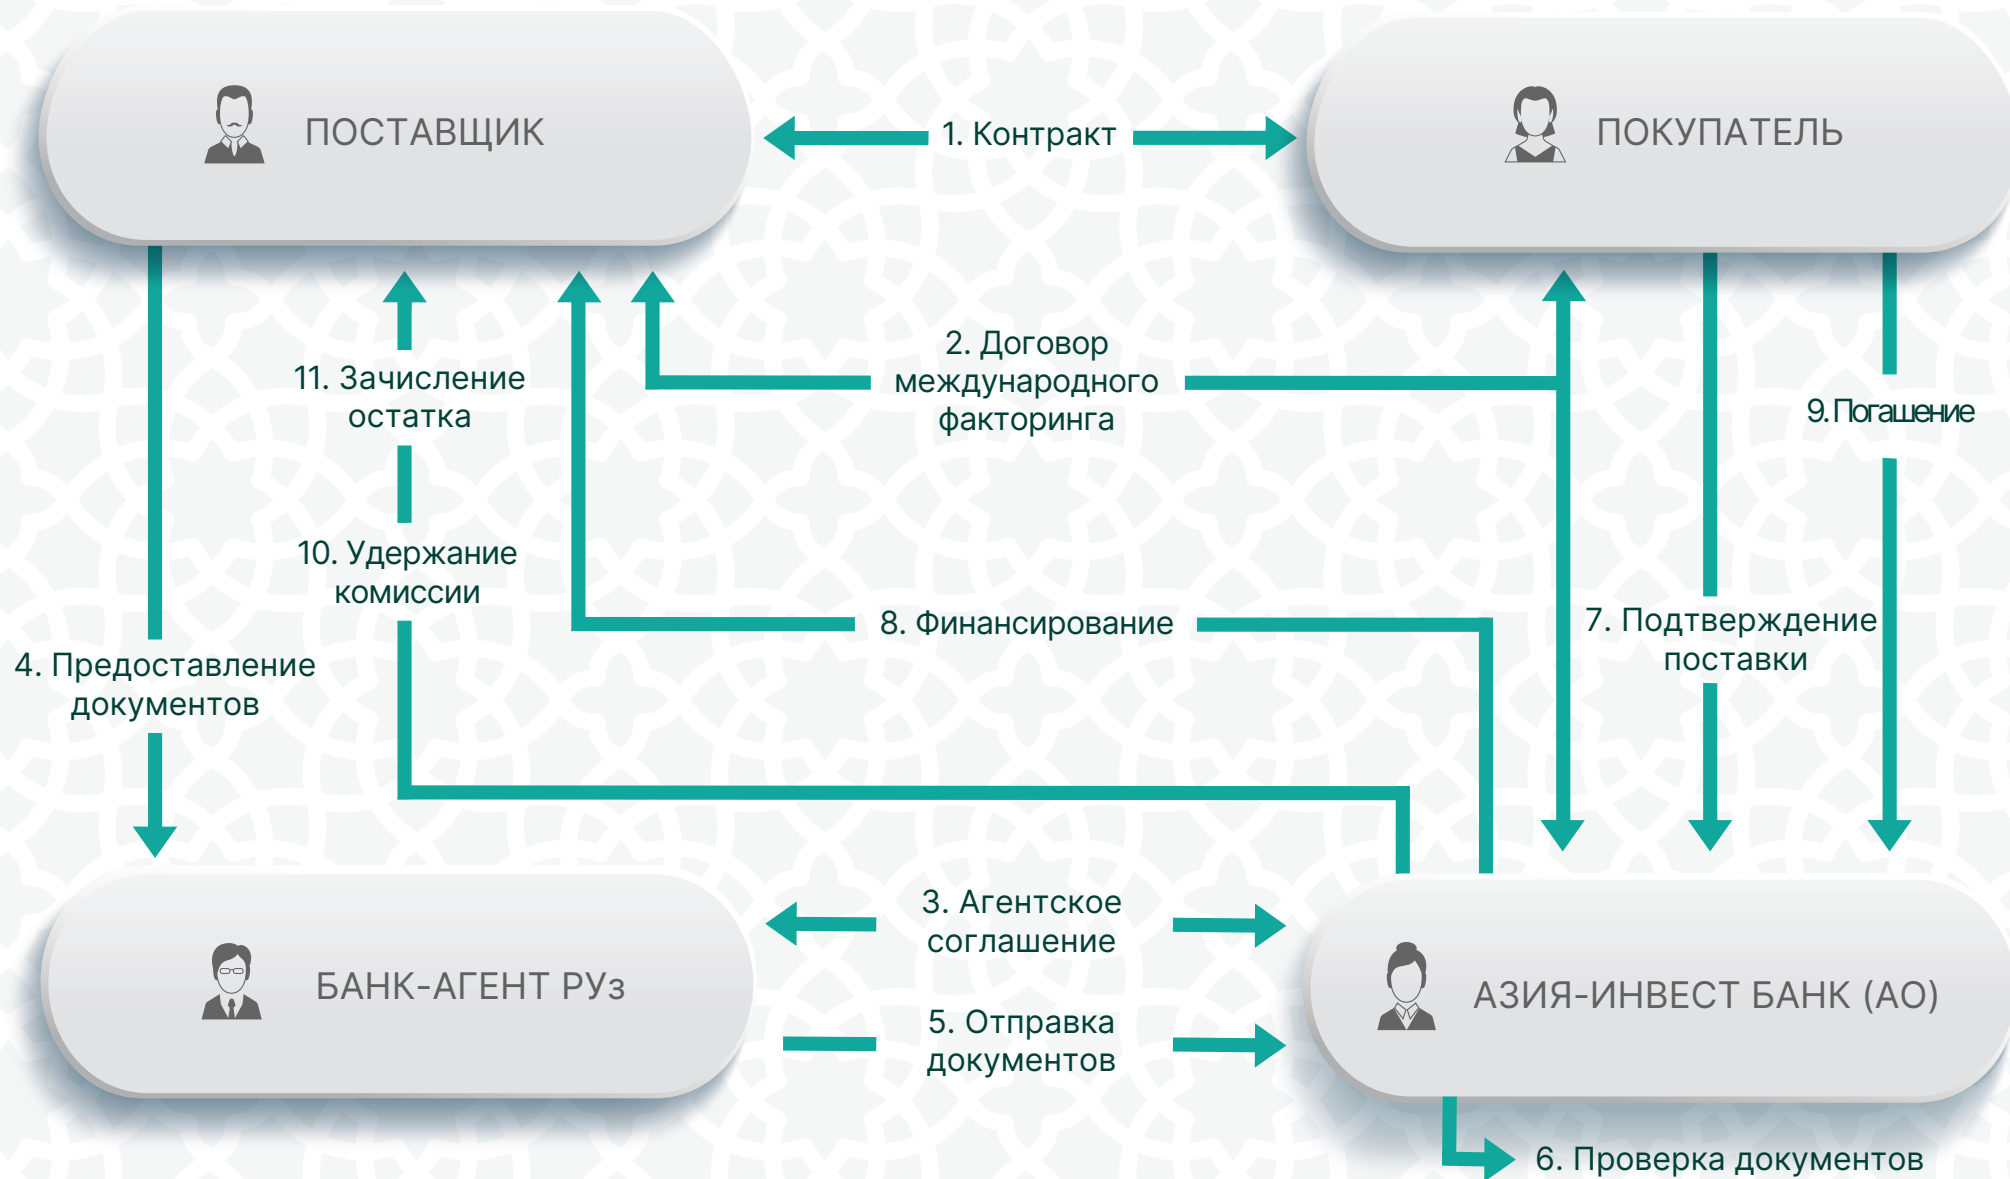 ПОСТАВЩИК
1. Контракт
ПОКУПАТЕЛЬ
2. Договор
международного
факторинга
11. Зачисление
остатка
9. Погашение
10. Удержание
комиссии
8. Финансирование
7. Подтверждение
поставки
4. Предоставление
документов
3. Агентское
соглашение
БАНК-АГЕНТ РУз
АЗИЯ-ИНВЕСТ БАНК (АО)
5. Отправка
документов
6. Проверка документов